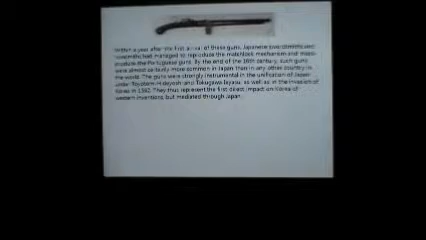 Within a year after the first arrival of these guns, Japanese swordsmiths and
ironsmiths had managed to reproduce the matchlock mechanism and mass-
produce the Portuguese guns. By the end of the 16th century, such guns
were almost certainly more common in Japan than in any other country in
the world. The guns were strongly instrumental in the unification of Japan
under Toyotomi Hideyoshi and Tokugawa Ieyasu, as well as in the invasion of
Korea in 1592. They thus represent the first direct impact on Korea of
western inventions, but mediated through Japan.